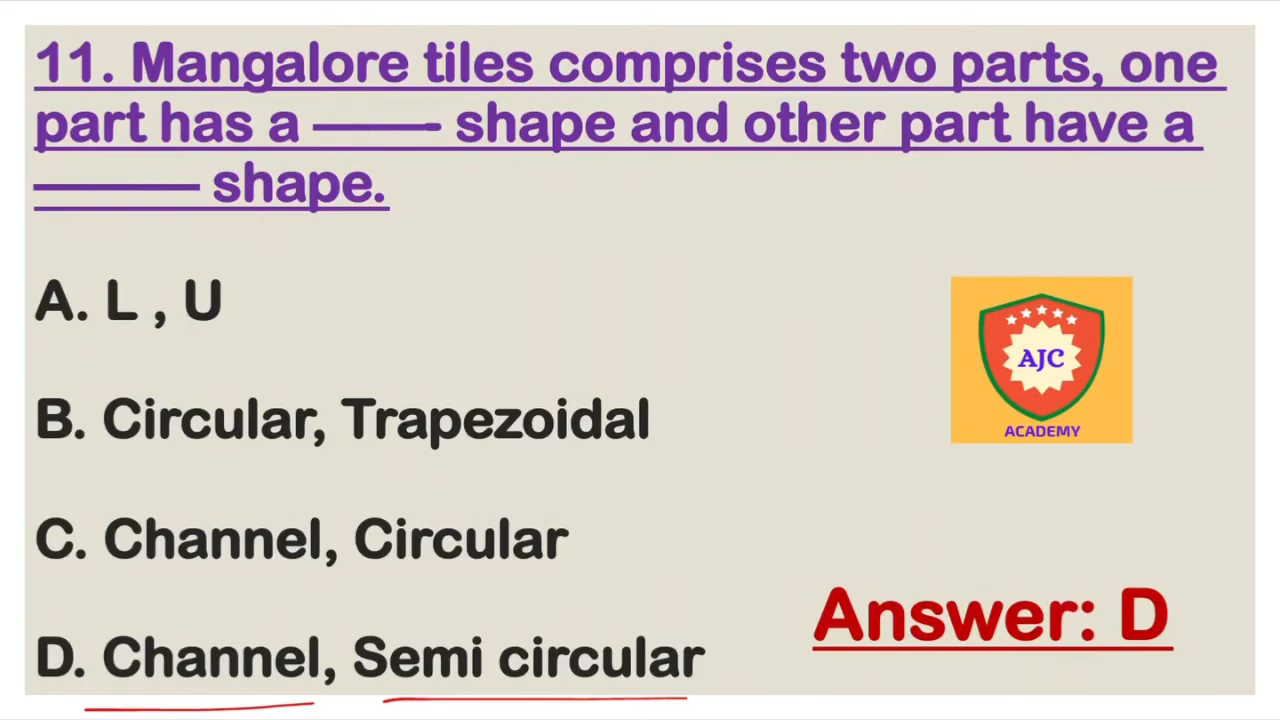 11. Mangalore tiles comprises two parts, one
part has a ——– shape and other part have a
——— shape.
A. L , U
B. Circular, Trapezoidal
AJC
ACADEMY
C. Channel, Circular
Answer: D
D. Channel, Semi circular